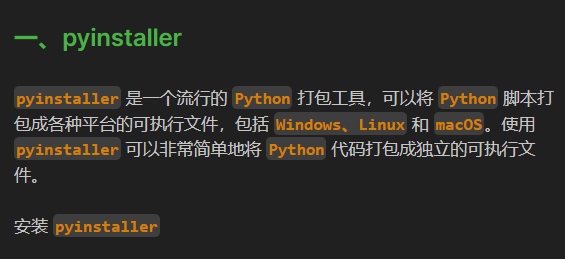 一、pyinstaller
pyinstaller 是一个流行的 Python 打包工具，可以将 Python 脚本打
包成各种平台的可执行文件，包括 Windows、Linux 和 macOS。使用
pyinstaller 可以非常简单地将 Python 代码打包成独立的可执行文
件。
安装 pyinstaller